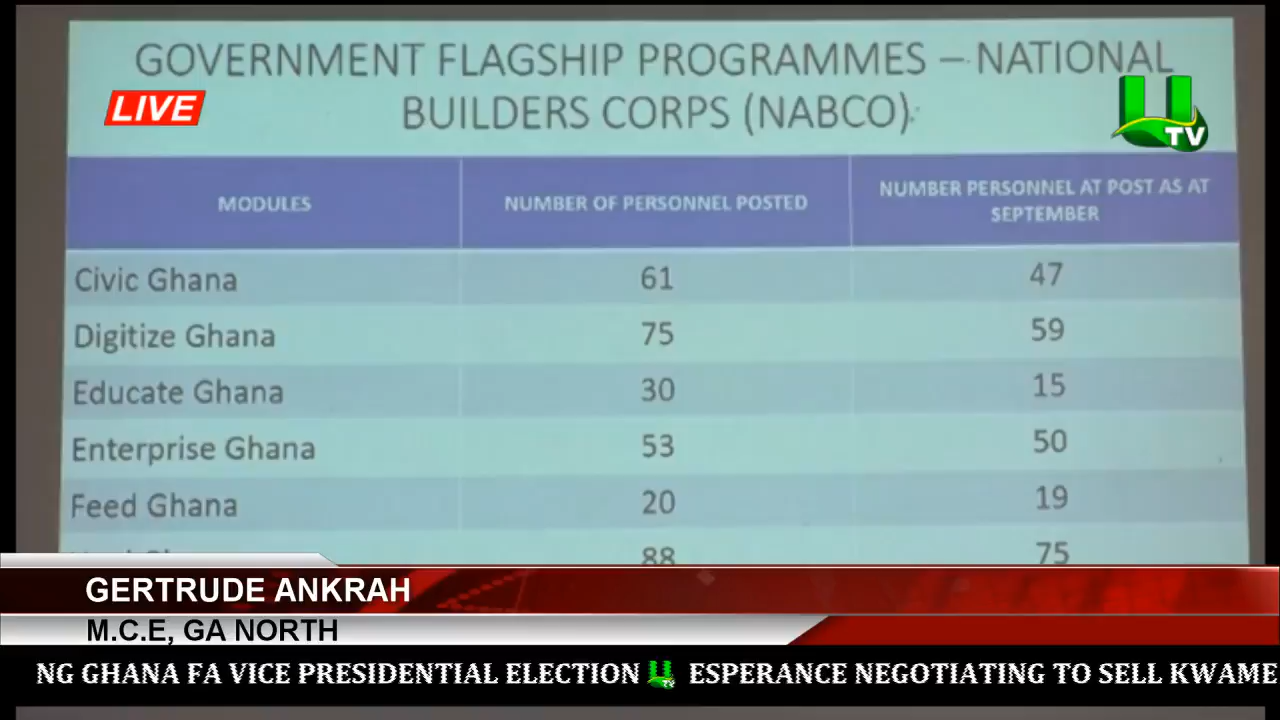 GOVERNMENT FLAGSHIP PROGRAMMES – NATIONAL
BUILDERS CORPS (NABCO)
LIVE
U
TV
MODULES
NUMBER OF PERSONNEL POSTED
NUMBER PERSONNEL AT POST AS AT
SEPTEMBER
Civic Ghana 61 47
Digitize Ghana 75 59
Educate Ghana 30 15
Enterprise Ghana 53 50
Feed Ghana 20 19
88 75
GERTRUDE ANKRAH
M.C.E, GA NORTH
NG GHANA FA VICE PRESIDENTIAL ELECTION U TV ESPERANCE NEGOTIATING TO SELL KWAME